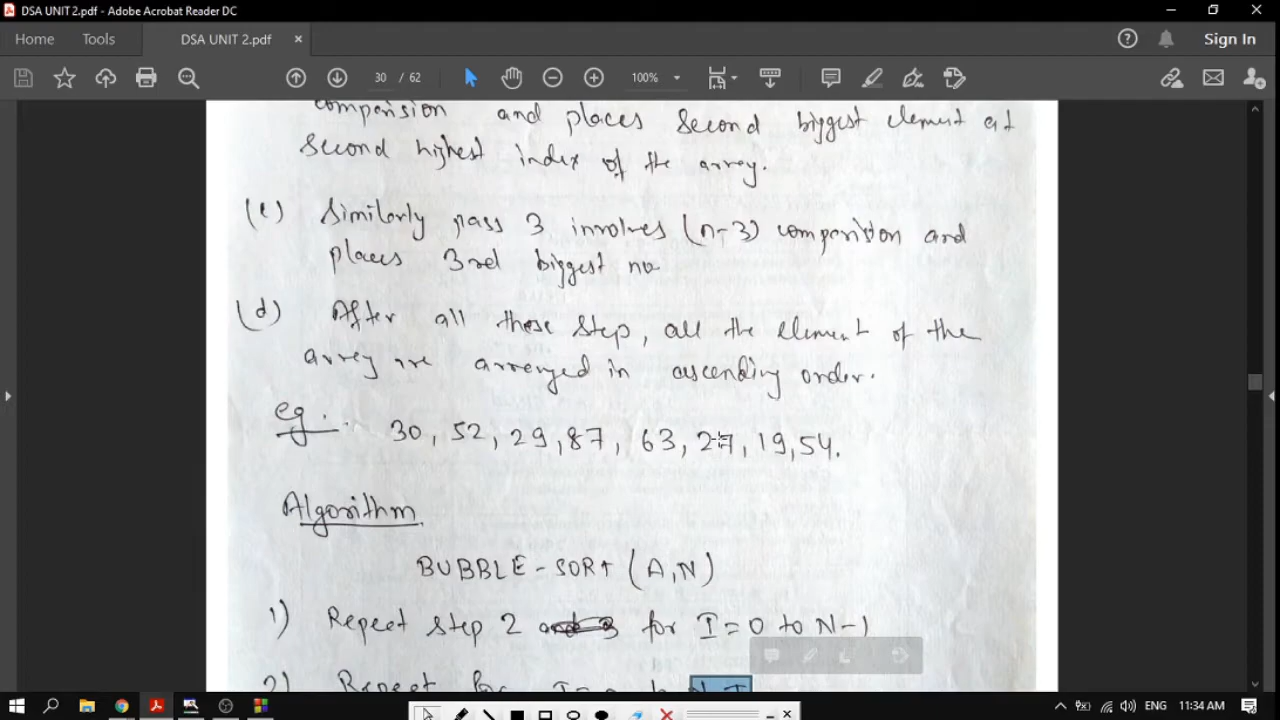 DSA UNIT 2.pdf - Adobe Acrobat Reader DC
Home Tools DSA UNIT 2.pdf × Sign In
30 / 62 100%
comparision and places second biggest element at
second highest index of the array.
Similarly pass 3 involves (n-3) comparision and
places 3rd biggest no
(d) After all these step, all the element of the
array are arranged in ascending order.
eg. 30, 52, 29, 87, 63, 27, 19, 54.
Algorithm
BUBBLE-SORT (A,N)
1) Repeat step 2 for I=0 to N-1
2) Repeat for
ENG 11:34 AM